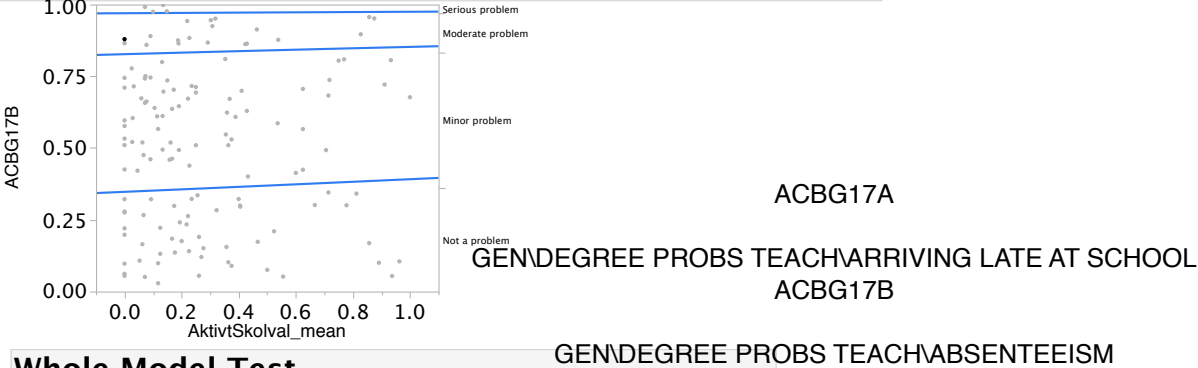 1.00
0.75
0.50
0.25
0.00
ACBG17B
Serious problem
Moderate problem
Minor problem
Not a problem
0.0 0.2 0.4 0.6 0.8 1.0
AktivtSkolval_mean
Whole Model Test
ACBG17A
GEN\DEGREE PROBS TEACH\ARRIVING LATE AT SCHOOL
ACBG17B
GEN\DEGREE PROBS TEACH\ABSENTEEISM